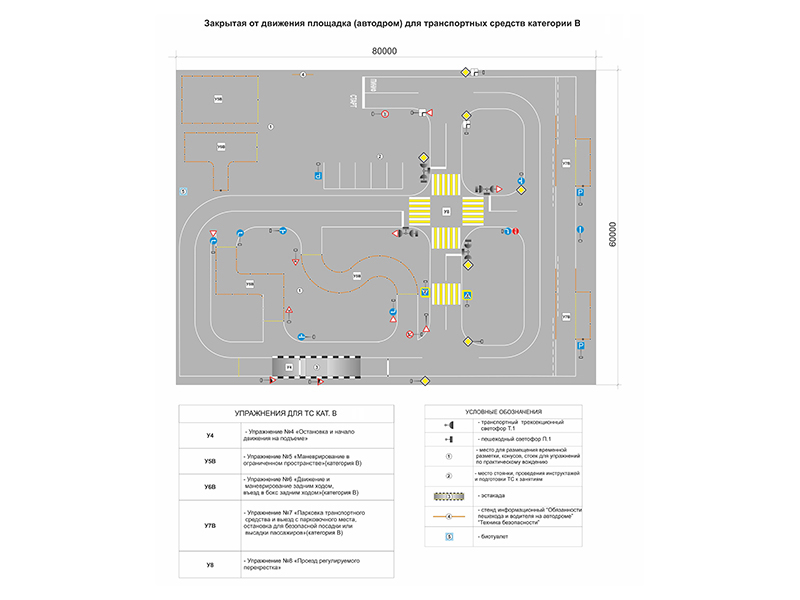 Закрытая от движения площадка (автодром) для транспортных средств категории В
80000
4
СТАРТ
У5В
1
2
У6В
У7В
P
5
У8
60000
У6В
У5В
1
У7В
P
У4
3
УПРАЖНЕНИЯ ДЛЯ ТС КАТ. В
У4
- Упражнение №4 «Остановка и начало
движения на подъеме»
У5В
- Упражнение №5 «Маневрирование в
ограниченном пространстве»(категория В)
У6В
- Упражнение №6 «Движение и
маневрирование задним ходом,
въезд в бокс задним ходом»(категория В)
У7В
- Упражнение №7 «Парковка транспортного
средства и выезд с парковочного места,
остановка для безопасной посадки или
высадки пассажиров»(категория В)
У8
- Упражнение №8 «Проезд регулируемого
перекрестка»
УСЛОВНЫЕ ОБОЗНАЧЕНИЯ
- транспортный трехсекционный
светофор Т.1
- пешеходный светофор П.1
1
- место для размещения временной
разметки, конусов, стоек для упражнений
по практическому вождению
2
- место стоянки, проведения инструктажей
и подготовки ТС к занятиям
3
- эстакада
4
- стенд информационный "Обязанности
пешехода и водителя на автодроме"
"Техника безопасности"
5
- биотуалет